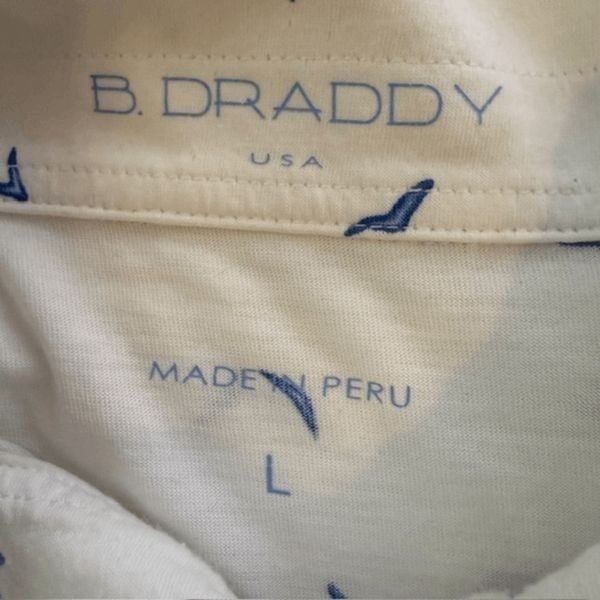 B. DRADDY
USA
MADE IN PERU
L